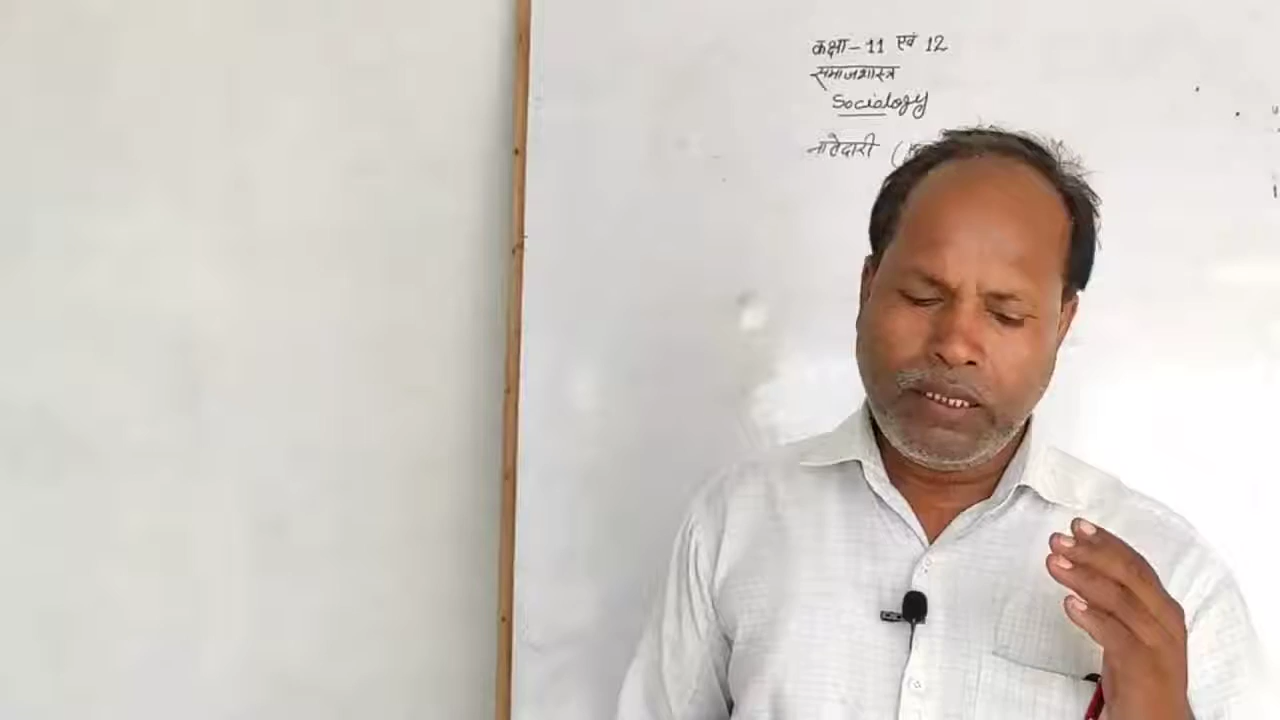 कक्षा - 11 एवं 12
समाजशास्त्र
Sociology
नातेदारी (